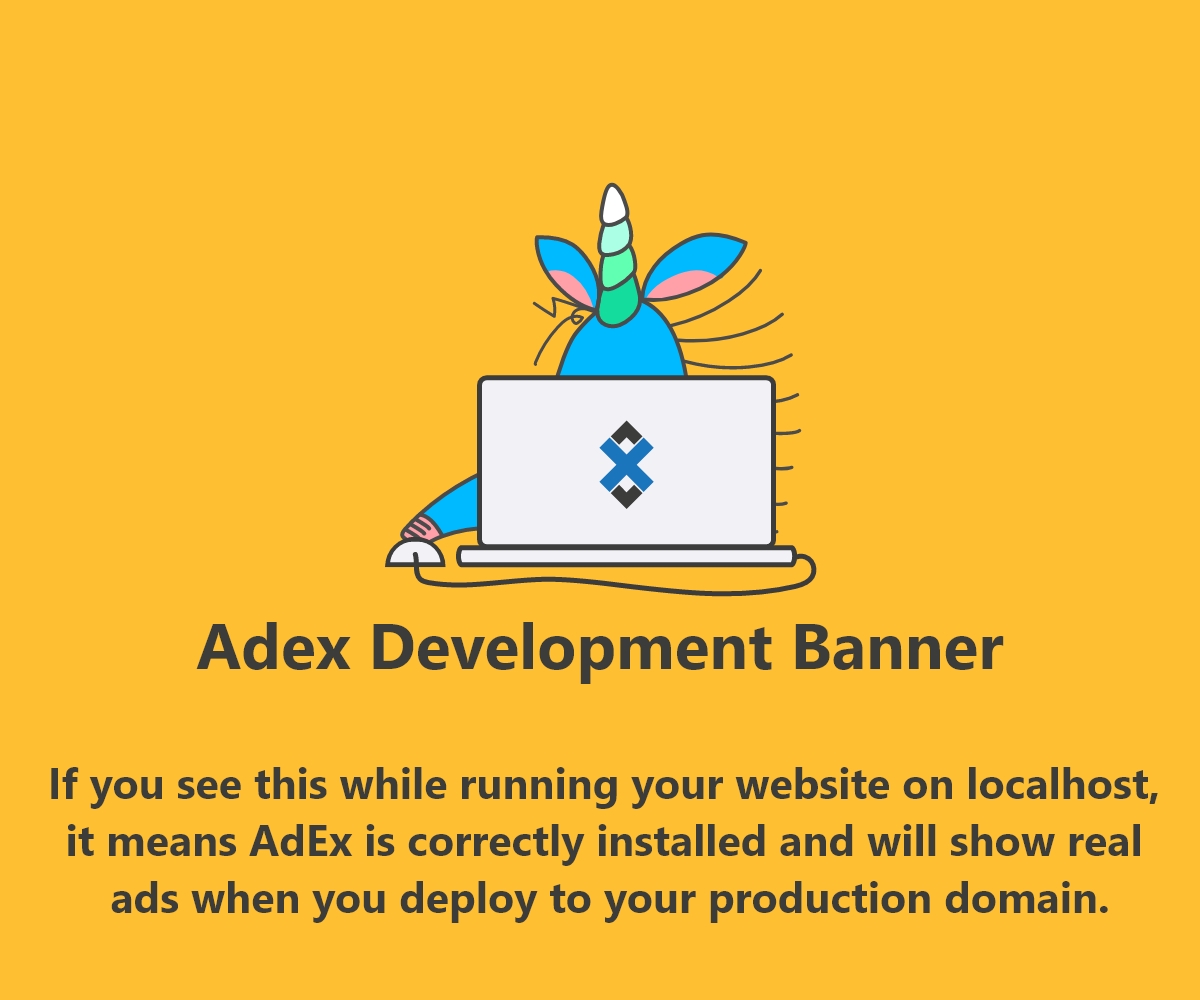 Adex Development Banner
If you see this while running your website on localhost,
it means AdEx is correctly installed and will show real
ads when you deploy to your production domain.